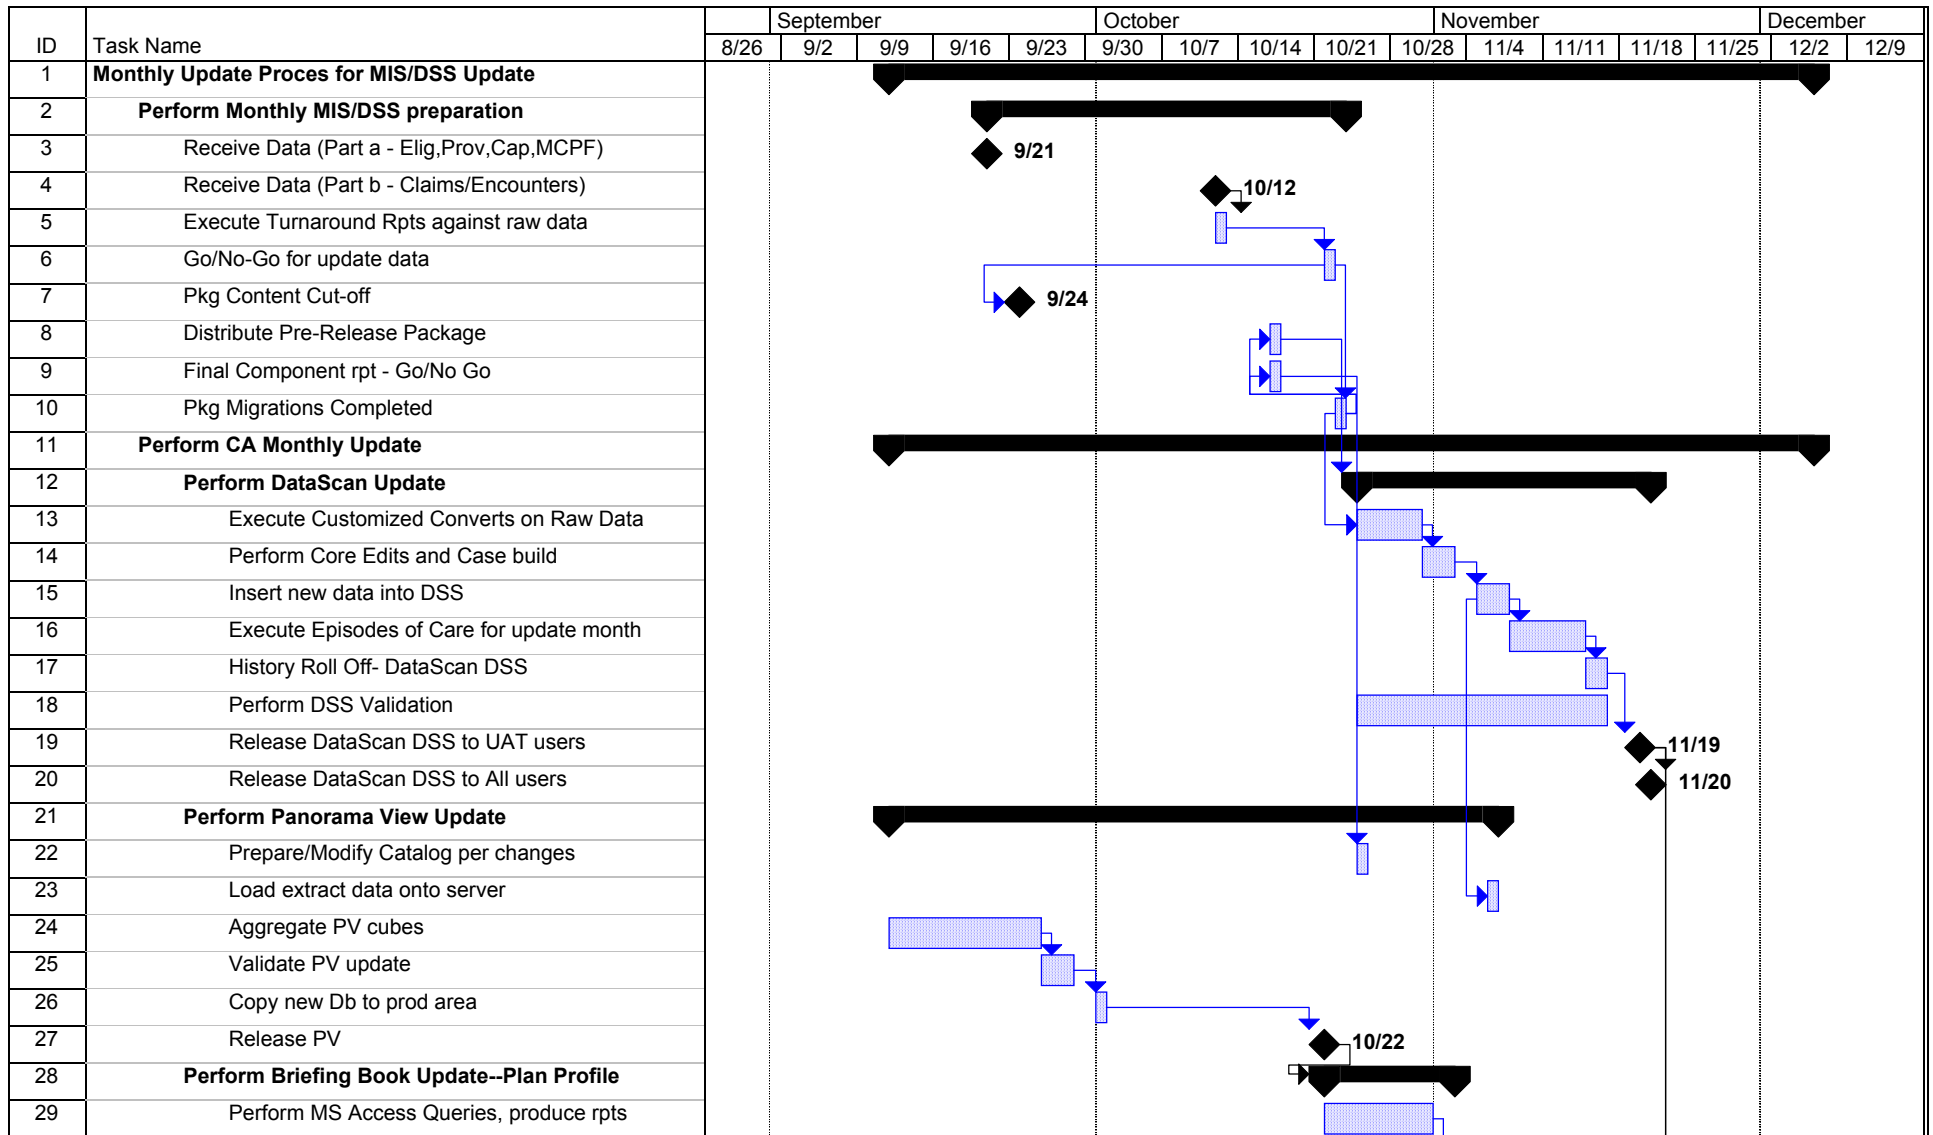 September October November December
ID Task Name 8/26 9/2 9/9 9/16 9/23 9/30 10/7 10/14 10/21 10/28 11/4 11/11 11/18 11/25 12/2 12/9
1 Monthly Update Proces for MIS/DSS Update
2 Perform Monthly MIS/DSS preparation
3 Receive Data (Part a - Elig,Prov,Cap,MCPF) 9/21
4 Receive Data (Part b - Claims/Encounters) 10/12
5 Execute Turnaround Rpts against raw data
6 Go/No-Go for update data
7 Pkg Content Cut-off 9/24
8 Distribute Pre-Release Package
9 Final Component rpt - Go/No Go
10 Pkg Migrations Completed
11 Perform CA Monthly Update
12 Perform DataScan Update
13 Execute Customized Converts on Raw Data
14 Perform Core Edits and Case build
15 Insert new data into DSS
16 Execute Episodes of Care for update month
17 History Roll Off- DataScan DSS
18 Perform DSS Validation
19 Release DataScan DSS to UAT users 11/19
20 Release DataScan DSS to All users 11/20
21 Perform Panorama View Update
22 Prepare/Modify Catalog per changes
23 Load extract data onto server
24 Aggregate PV cubes
25 Validate PV update
26 Copy new Db to prod area
27 Release PV 10/22
28 Perform Briefing Book Update--Plan Profile
29 Perform MS Access Queries, produce rpts